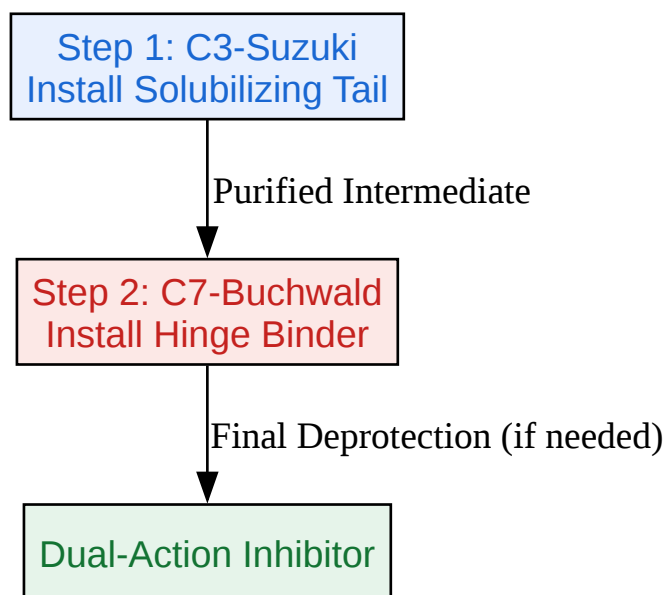 Step 1: C3-Suzuki
Install Solubilizing Tail
Purified Intermediate
Step 2: C7-Buchwald
Install Hinge Binder
Final Deprotection (if needed)
Dual-Action Inhibitor